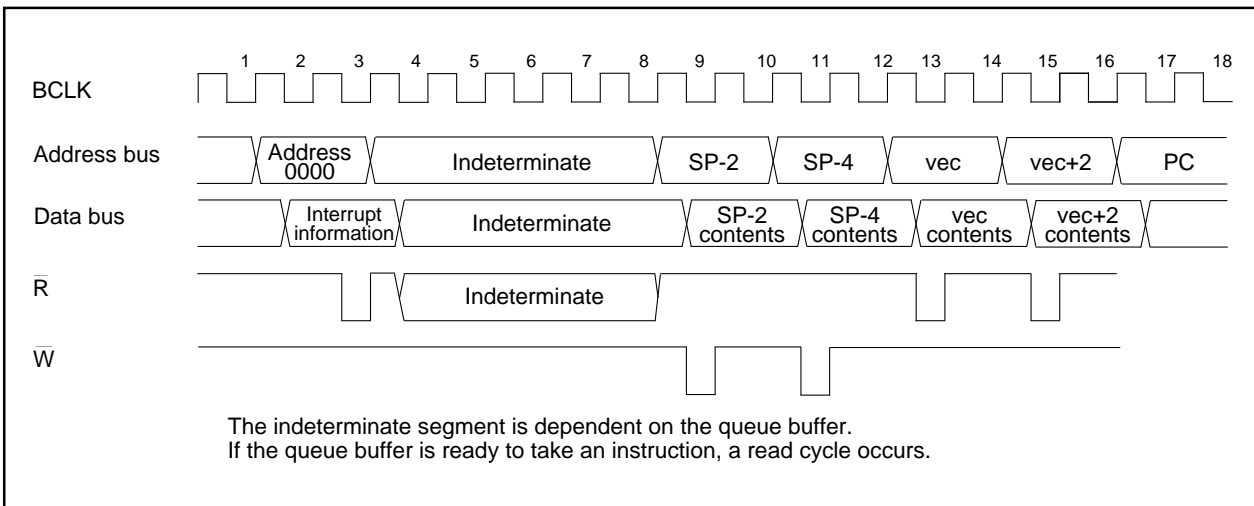 1 2 3 4 5 6 7 8 9 10 11 12 13 14 15 16 17 18
BCLK
Address bus
Address
0000
Indeterminate
SP-2
SP-4
vec
vec+2
PC
Data bus
Interrupt
information
Indeterminate
SP-2
contents
SP-4
contents
vec
contents
vec+2
contents
R̅
Indeterminate
W̅
The indeterminate segment is dependent on the queue buffer.
If the queue buffer is ready to take an instruction, a read cycle occurs.